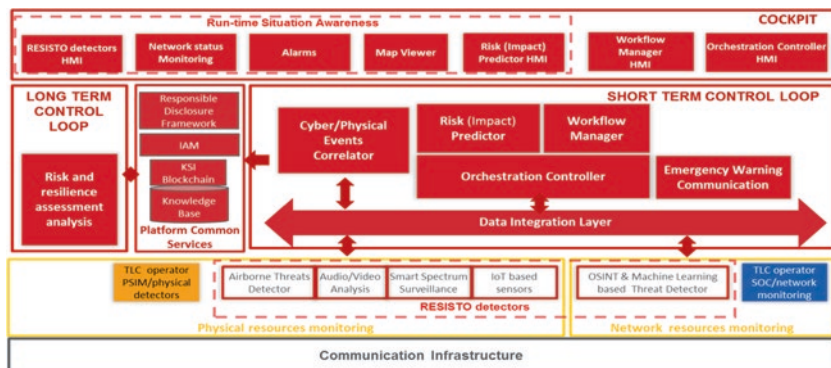 COCKPIT
Run-time Situation Awareness
RESISTO detectors
HMI
Network status
Monitoring
Alarms
Map Viewer
Risk (Impact)
Predictor HMI
Workflow
Manager
HMI
Orchestration Controller
HMI
LONG TERM
CONTROL
LOOP
Risk and
resilience
assessment
analysis
Responsible
Disclosure
Framework
IAM
KSI
Blockchain
Knowledge
Base
Platform Common
Services
SHORT TERM CONTROL LOOP
Cyber/Physical
Events
Correlator
Risk (Impact)
Predictor
Workflow
Manager
Orchestration Controller
Emergency Warning
Communication
Data Integration Layer
TLC operator
PSIM/physical
detectors
Airborne Threats
Detector
Audio/Video
Analysis
Smart Spectrum
Surveillance
IoT based
sensors
OSINT & Machine Learning
based Threat Detector
TLC operator
SOC/network
monitoring
RESISTO detectors
Physical resources monitoring
Network resources monitoring
Communication Infrastructure